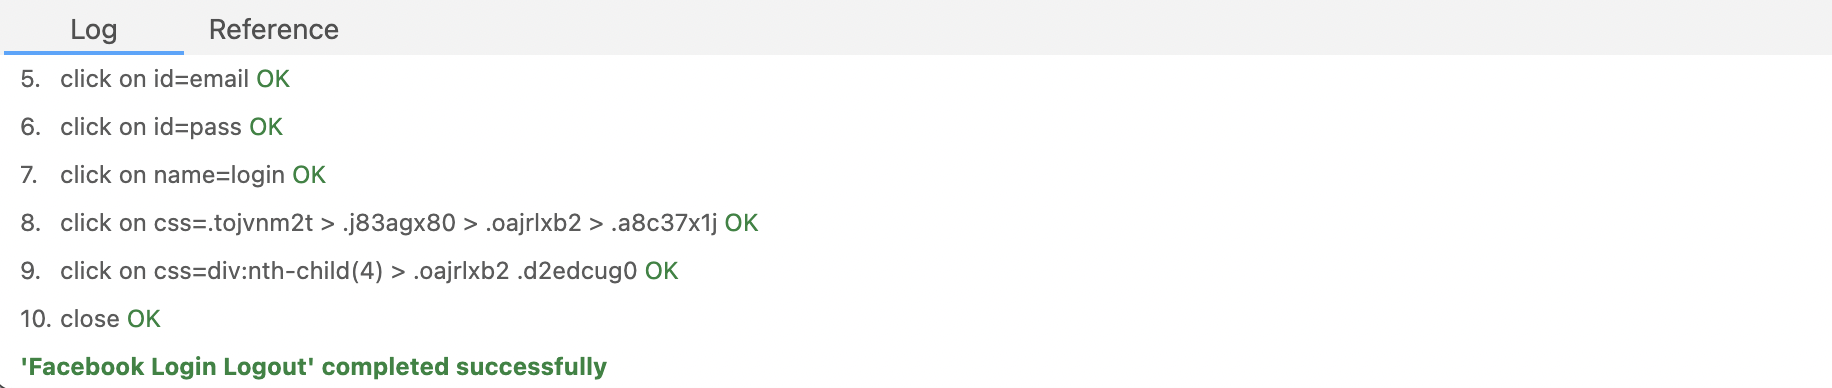 Log Reference
5. click on id=email OK
6. click on id=pass OK
7. click on name=login OK
8. click on css=.tojvnm2t > .j83agx80 > .oajrlxb2 > .a8c37x1j OK
9. click on css=div:nth-child(4) > .oajrlxb2 .d2edcug0 OK
10. close OK
'Facebook Login Logout' completed successfully